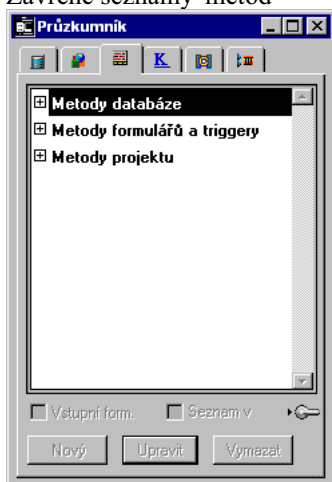 Zavřené seznamy metod
Průzkumník
K
Metody databáze
Metody formulářů a triggery
Metody projektu
Vstupní form. Seznam v
Nový Upravit Vymazat